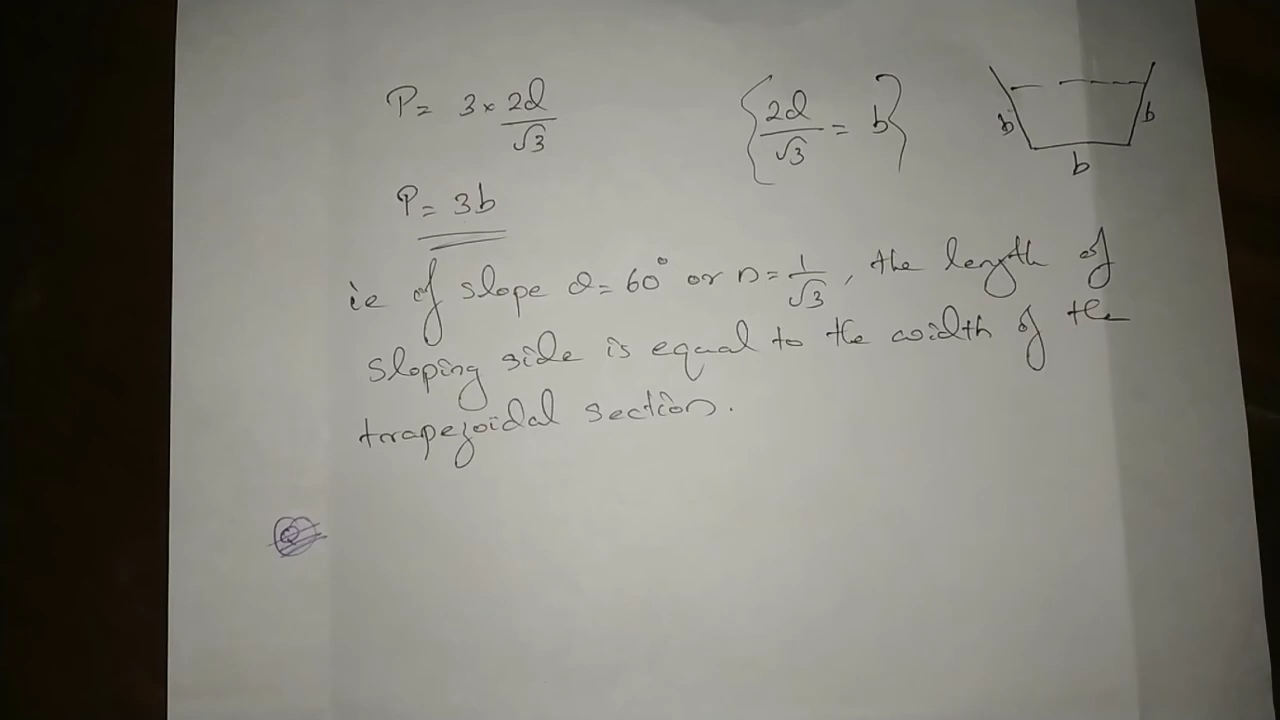 P = 3 × 2d/√3 { 2d/√3 = b } b b b
P = 3b
ie of slope θ = 60° or n = 1/√3, the length of
sloping side is equal to the width of the
trapezoidal section.